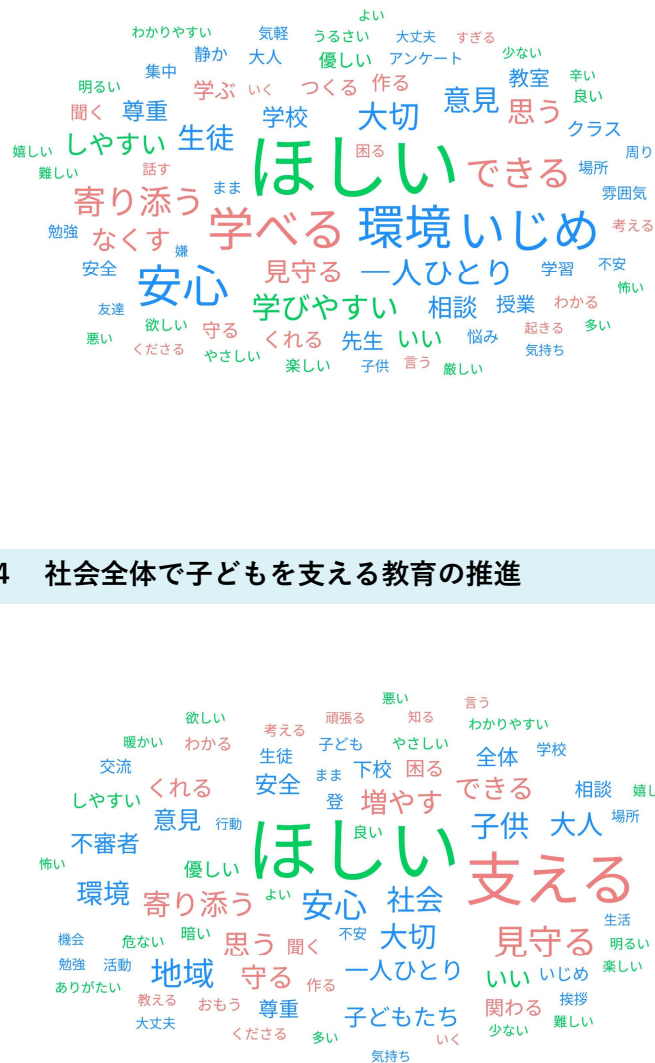 よい
わかりやすい 気軽 うるさい 大丈夫 すぎる
静か 大人 優しい アンケート 少ない
集中 教室 辛い
明るい 学ぶ いく つくる 作る 意見 良い
聞く 尊重 学校 大切 思う クラス
嬉しい しやすい 生徒 ほしい 困る できる 周り
難しい 話す 場所
寄り添う まま 雰囲気
勉強 なくす 学べる 環境 いじめ 考える
嫌
安全 安心 見守る 一人ひとり 学習 不安
怖い
友達 学びやすい 相談 授業 わかる
悪い 欲しい 守る くれる 先生 いい 悩み 起きる 多い
くださる やさしい 気持ち
楽しい 子供 言う 厳しい
4 社会全体で子どもを支える教育の推進
悪い 言う
欲しい 頑張る 知る わかりやすい
暖かい わかる 考える 子ども やさしい
交流 生徒 全体 学校
くれる 安全 まま 下校 困る できる 相談 嬉し
しやすい 登 増やす
意見 行動 良い 子供 大人 場所
不審者 ほしい
怖い 優しい 支える
環境 寄り添う よい 安心 社会
生活
機会 危ない 暗い 思う 聞く 不安 大切 見守る 明るい
勉強 活動 地域 守る 作る 一人ひとり いい いじめ 楽しい
ありがたい
教える おもう 尊重 子どもたち 関わる 挨拶
大丈夫 くださる 多い いく 少ない 難しい
気持ち